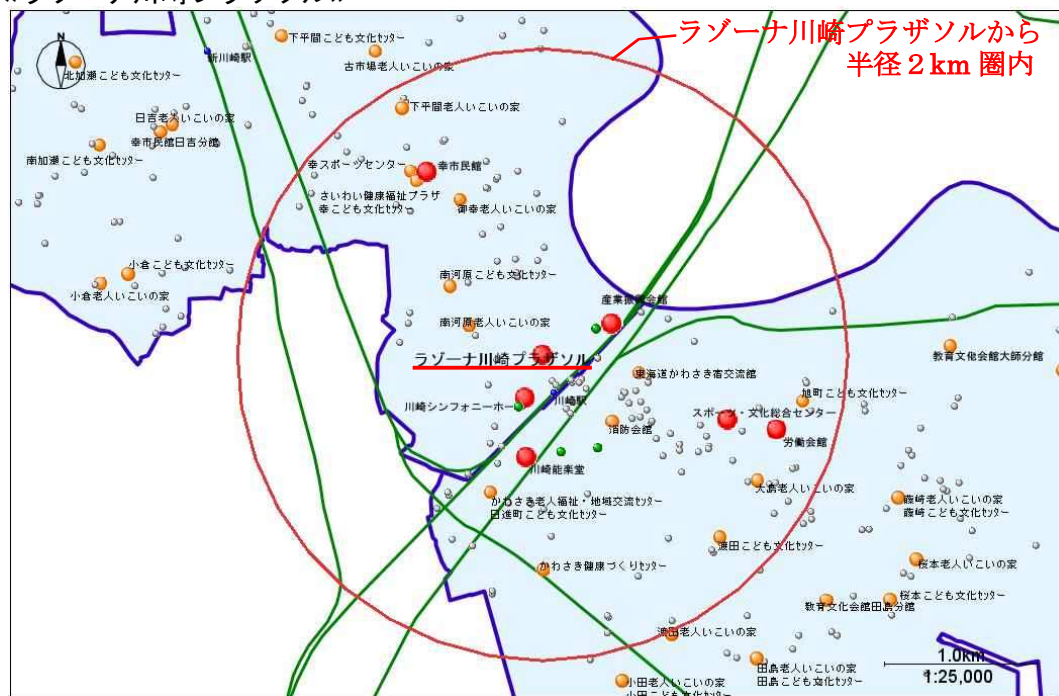 ラゾーナ川崎プラザソルから
半径2km 圏内
N
下平間こども文化センター
新川崎駅
古市場老人いこいの家
北加瀬こども文化センター
下平間老人いこいの家
日吉老人いこいの家
幸市民館日吉分館
南加瀬こども文化センター
幸スポーツセンター
幸市民館
さいわい健康福祉プラザ
幸こども文化センター
御幸老人いこいの家
小倉こども文化センター
小倉老人いこいの家
南河原こども文化センター
産業振興会館
南河原老人いこいの家
ラゾーナ川崎プラザソル
教育文化会館大師分館
東海道かわさき宿交流館
川崎駅
旭町こども文化センター
川崎シンフォニーホー
スポーツ・文化総合センター
消防会館
労働会館
川崎能楽堂
大島老人いこいの家
かわさき老人福祉・地域交流センター
日進町こども文化センター
藤崎老人いこいの家
藤崎こども文化センター
渡田こども文化センター
かわさき健康づくりセンター
桜本老人いこいの家
桜本こども文化センター
教育文化会館田島分館
渡田老人いこいの家
田島老人いこいの家
田島こども文化センター
小田老人いこいの家
小田こども文化センター
1.0km
1:25,000